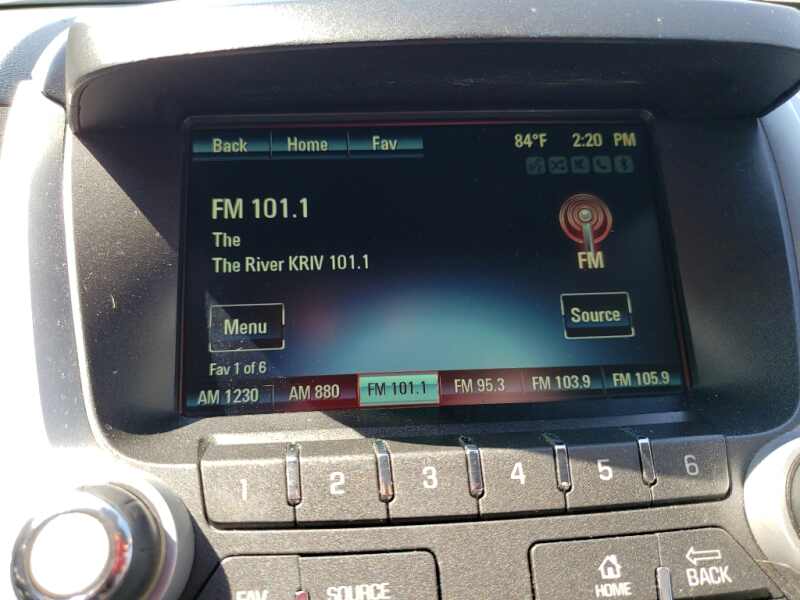 Back Home Fav 84°F 2:20 PM
FM 101.1
The
The River KRIV 101.1
FM
Menu
Source
Fav 1 of 6
AM 1230 AM 880 FM 101.1 FM 95.3 FM 103.9 FM 105.9
1 2 3 4 5 6
FAV SOURCE HOME BACK